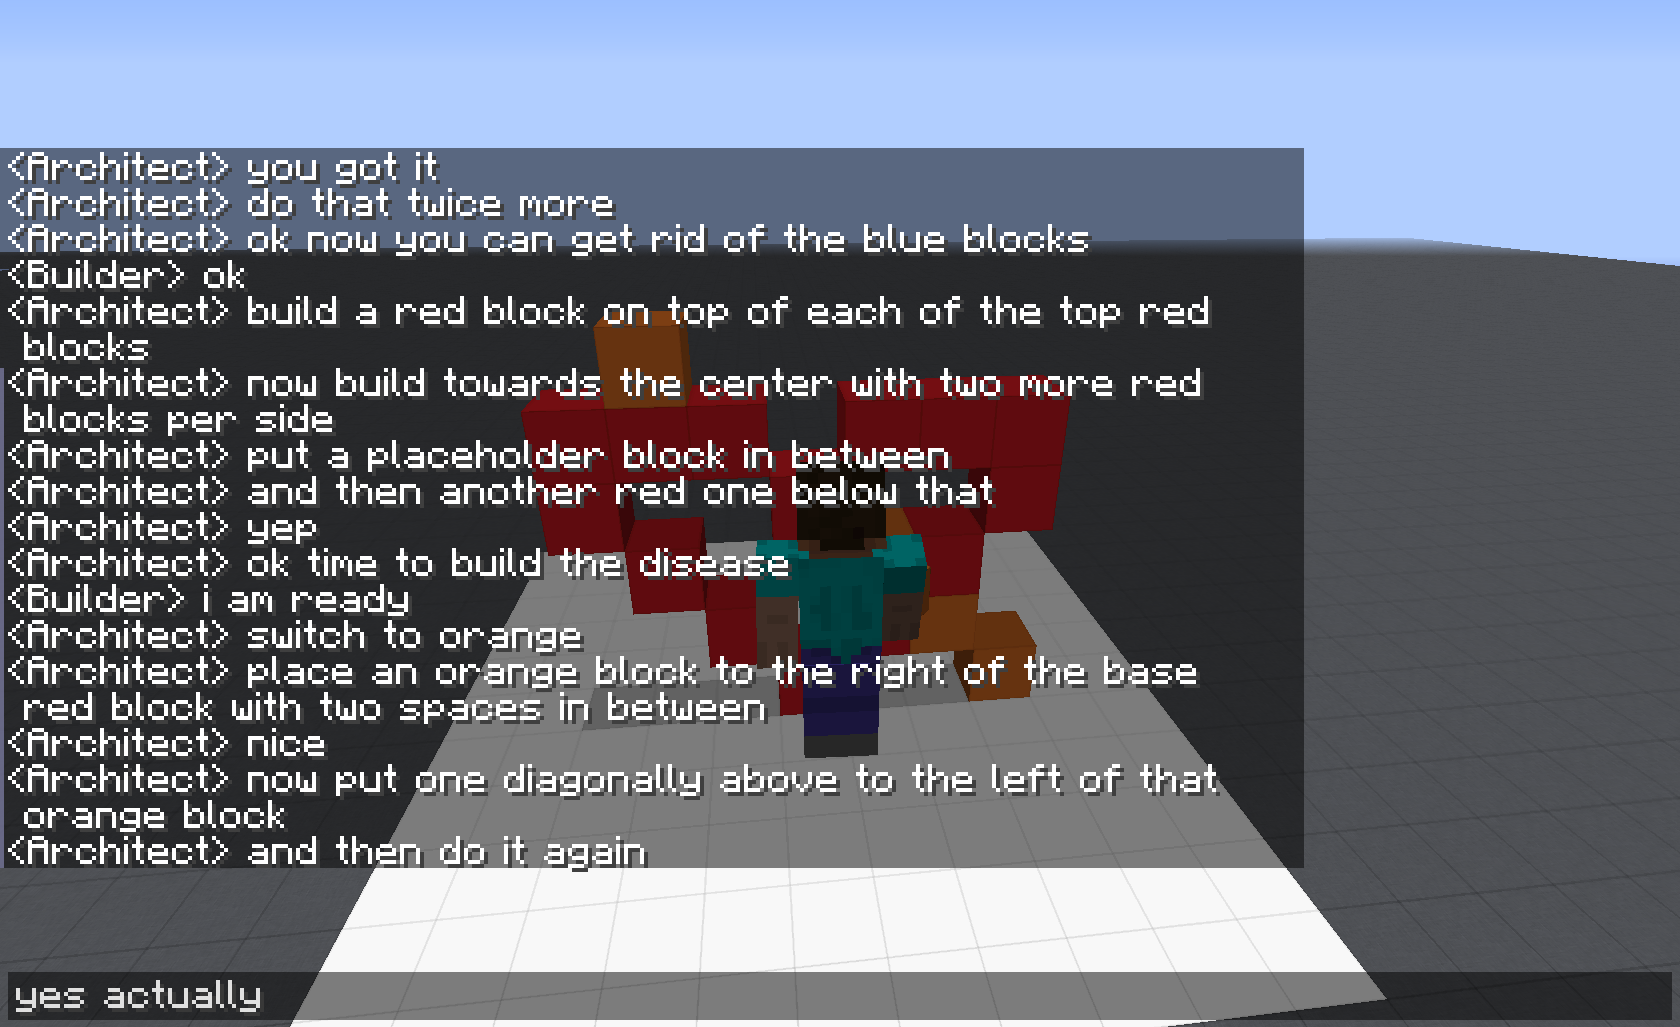 <Architect> you got it
<Architect> do that twice more
<Architect> ok now you can get rid of the blue blocks
<Builder> ok
<Architect> build a red block on top of each of the top red
blocks
<Architect> now build towards the center with two more red
blocks per side
<Architect> put a placeholder block in between
<Architect> and then another red one below that
<Architect> yep
<Architect> ok time to build the disease
<Builder> i am ready
<Architect> switch to orange
<Architect> place an orange block to the right of the base
red block with two spaces in between
<Architect> nice
<Architect> now put one diagonally above to the left of that
orange block
<Architect> and then do it again
yes actually